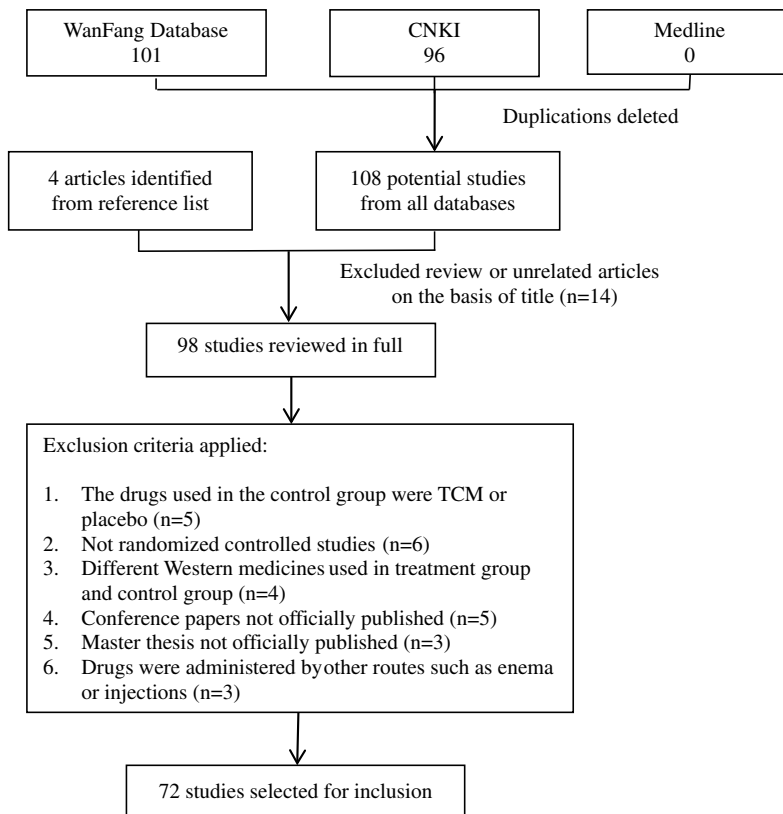 WanFang Database
101
CNKI
96
Medline
0
Duplications deleted
4 articles identified
from reference list
108 potential studies
from all databases
Excluded review or unrelated articles
on the basis of title (n=14)
98 studies reviewed in full
Exclusion criteria applied:
1. The drugs used in the control group were TCM or
placebo (n=5)
2. Not randomized controlled studies (n=6)
3. Different Western medicines used in treatment group
and control group (n=4)
4. Conference papers not officially published (n=5)
5. Master thesis not officially published (n=3)
6. Drugs were administered by other routes such as enema
or injections (n=3)
72 studies selected for inclusion